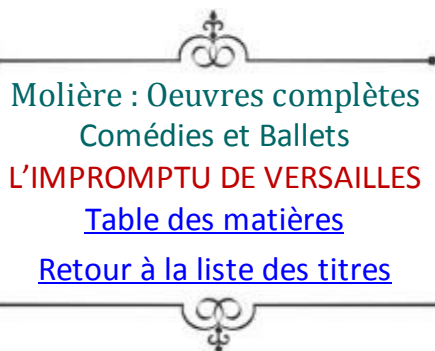 Molière : Oeuvres complètes
Comédies et Ballets
L’IMPROMPTU DE VERSAILLES
Table des matières
Retour à la liste des titres